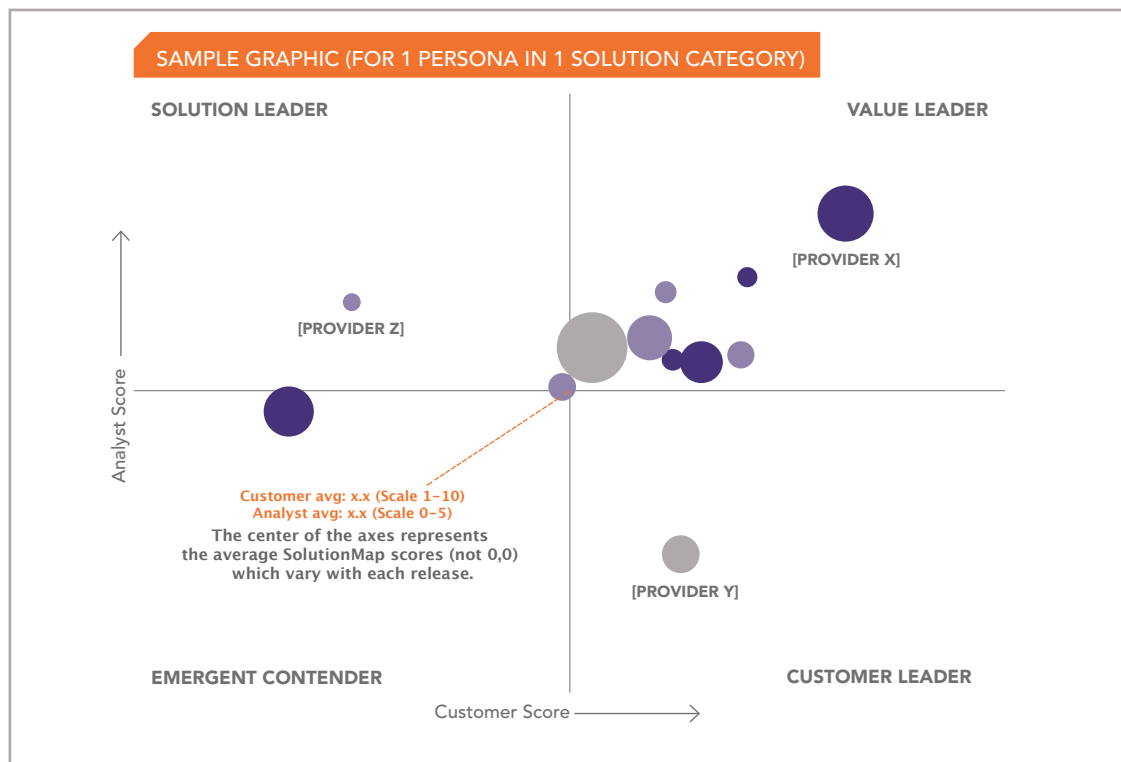 SAMPLE GRAPHIC (FOR 1 PERSONA IN 1 SOLUTION CATEGORY)
SOLUTION LEADER
VALUE LEADER
[PROVIDER X]
[PROVIDER Z]
Analyst Score
Customer avg: x.x (Scale 1–10)
Analyst avg: x.x (Scale 0–5)
The center of the axes represents
the average SolutionMap scores (not 0,0)
which vary with each release.
[PROVIDER Y]
EMERGENT CONTENDER
CUSTOMER LEADER
Customer Score